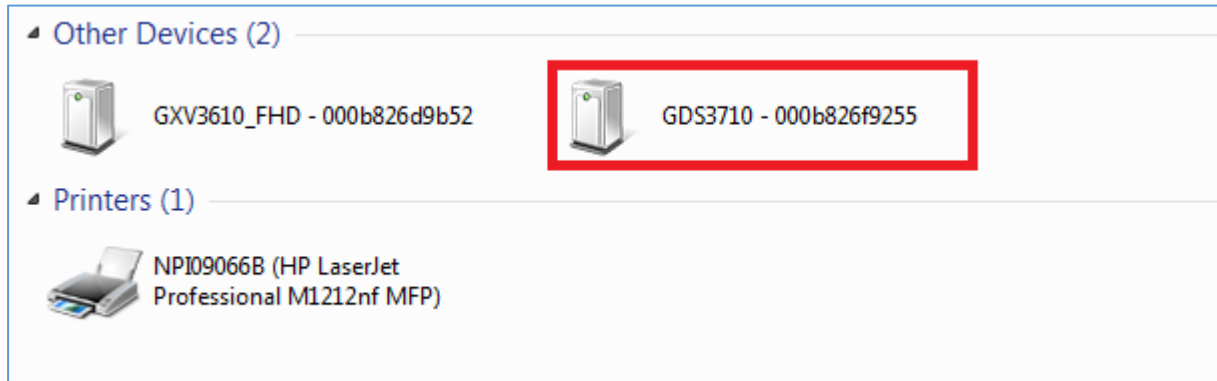 Other Devices (2)
GXV3610_FHD - 000b826d9b52
GDS3710 - 000b826f9255
Printers (1)
NPI09066B (HP LaserJet
Professional M1212nf MFP)